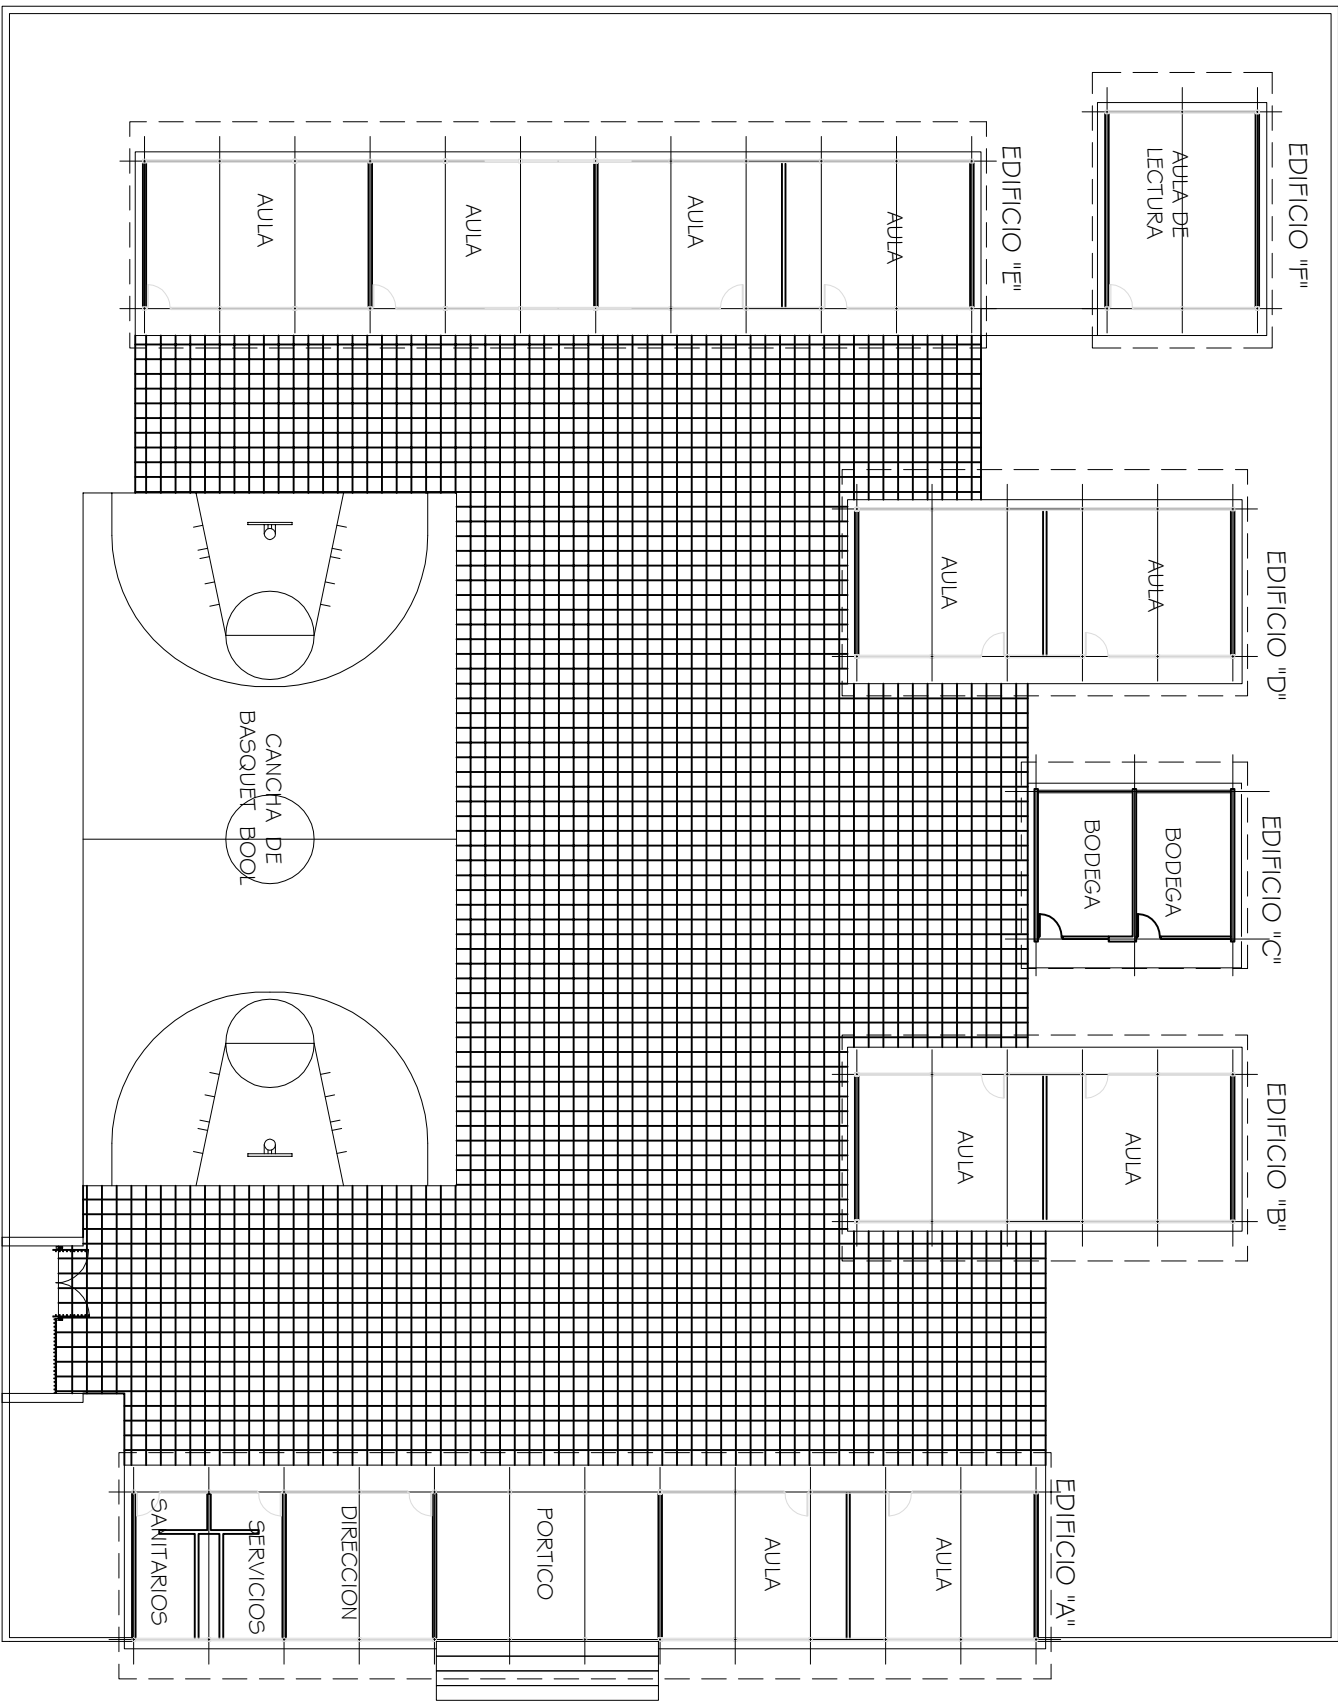 EDIFICIO "F"
AULA DE
LECTURA
EDIFICIO "E"
AULA
AULA
AULA
AULA
EDIFICIO "D"
AULA
AULA
EDIFICIO "C"
BODEGA
BODEGA
EDIFICIO "B"
AULA
AULA
CANCHA DE
BASQUET BOOL
EDIFICIO "A"
AULA
AULA
PORTICO
DIRECCION
SERVICIOS
SANITARIOS